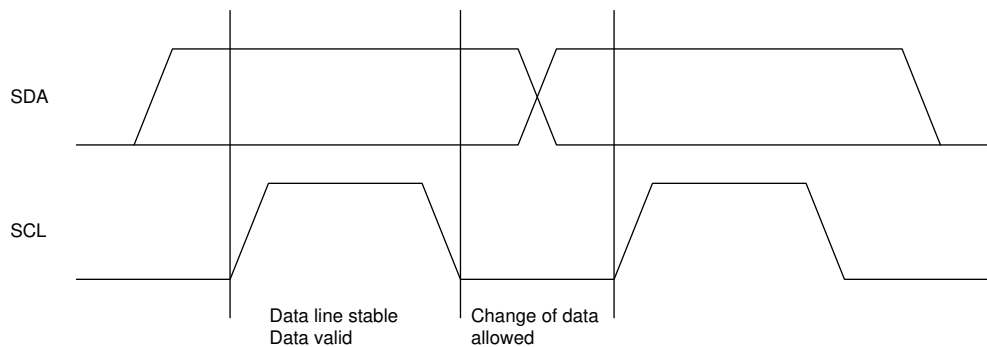 SDA
SCL
Data line stable
Data valid
Change of data
allowed